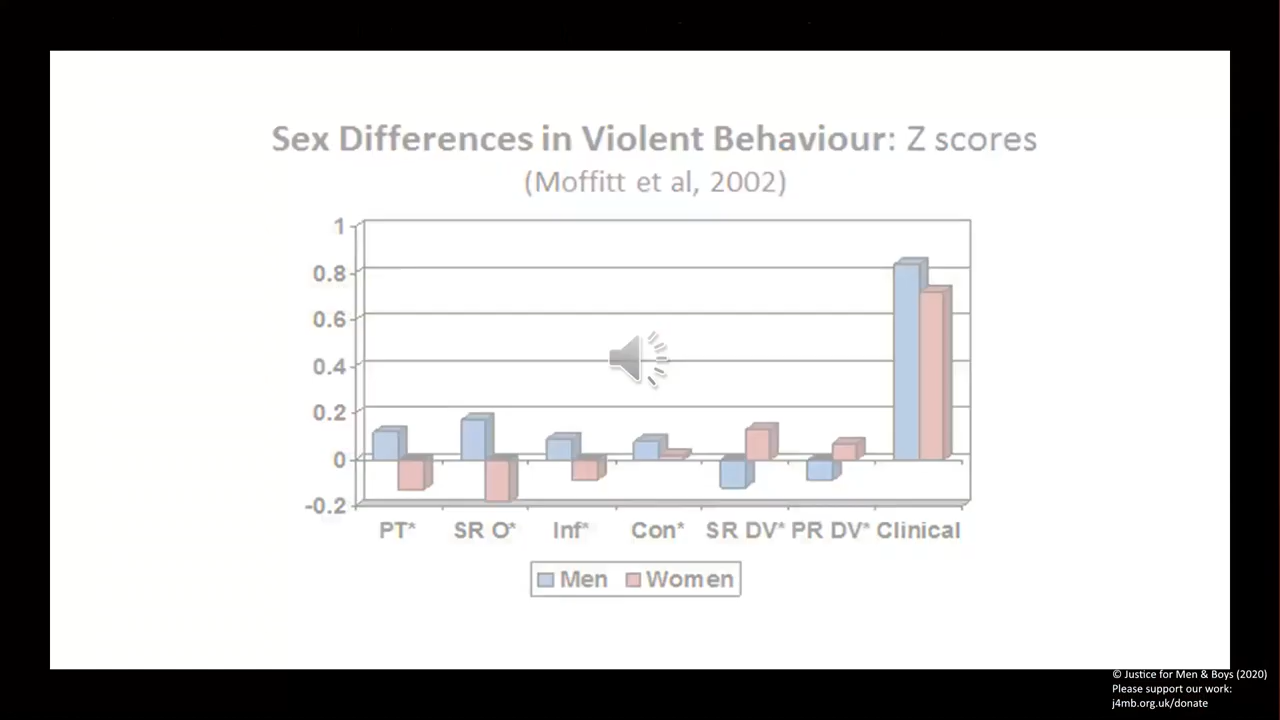 Sex Differences in Violent Behaviour: Z scores
(Moffitt et al, 2002)
1
0.8
0.6
0.4
0.2
0
-0.2
PT* SR O* Inf* Con* SR DV* PR DV* Clinical
Men Women
© Justice for Men & Boys (2020)
Please support our work:
j4mb.org.uk/donate